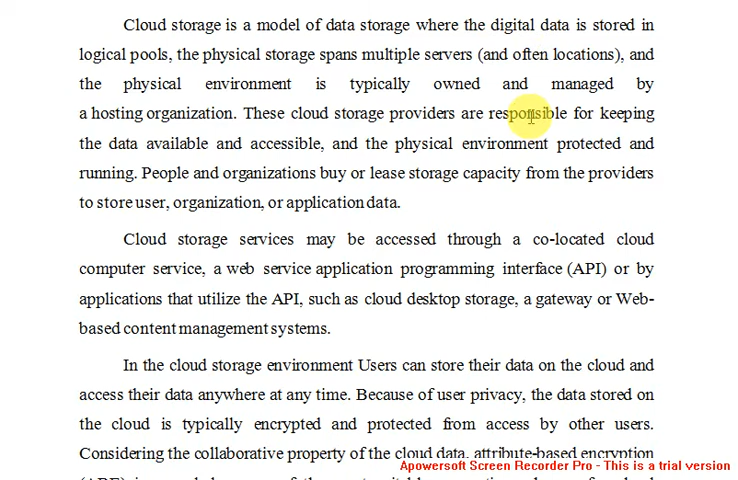 Cloud storage is a model of data storage where the digital data is stored in
logical pools, the physical storage spans multiple servers (and often locations), and
the physical environment is typically owned and managed by
a hosting organization. These cloud storage providers are responsible for keeping
the data available and accessible, and the physical environment protected and
running. People and organizations buy or lease storage capacity from the providers
to store user, organization, or application data.
Cloud storage services may be accessed through a co-located cloud
computer service, a web service application programming interface (API) or by
applications that utilize the API, such as cloud desktop storage, a gateway or Web-
based content management systems.
In the cloud storage environment Users can store their data on the cloud and
access their data anywhere at any time. Because of user privacy, the data stored on
the cloud is typically encrypted and protected from access by other users.
Considering the collaborative property of the cloud data, attribute-based encryption
Apowersoft Screen Recorder Pro - This is a trial version